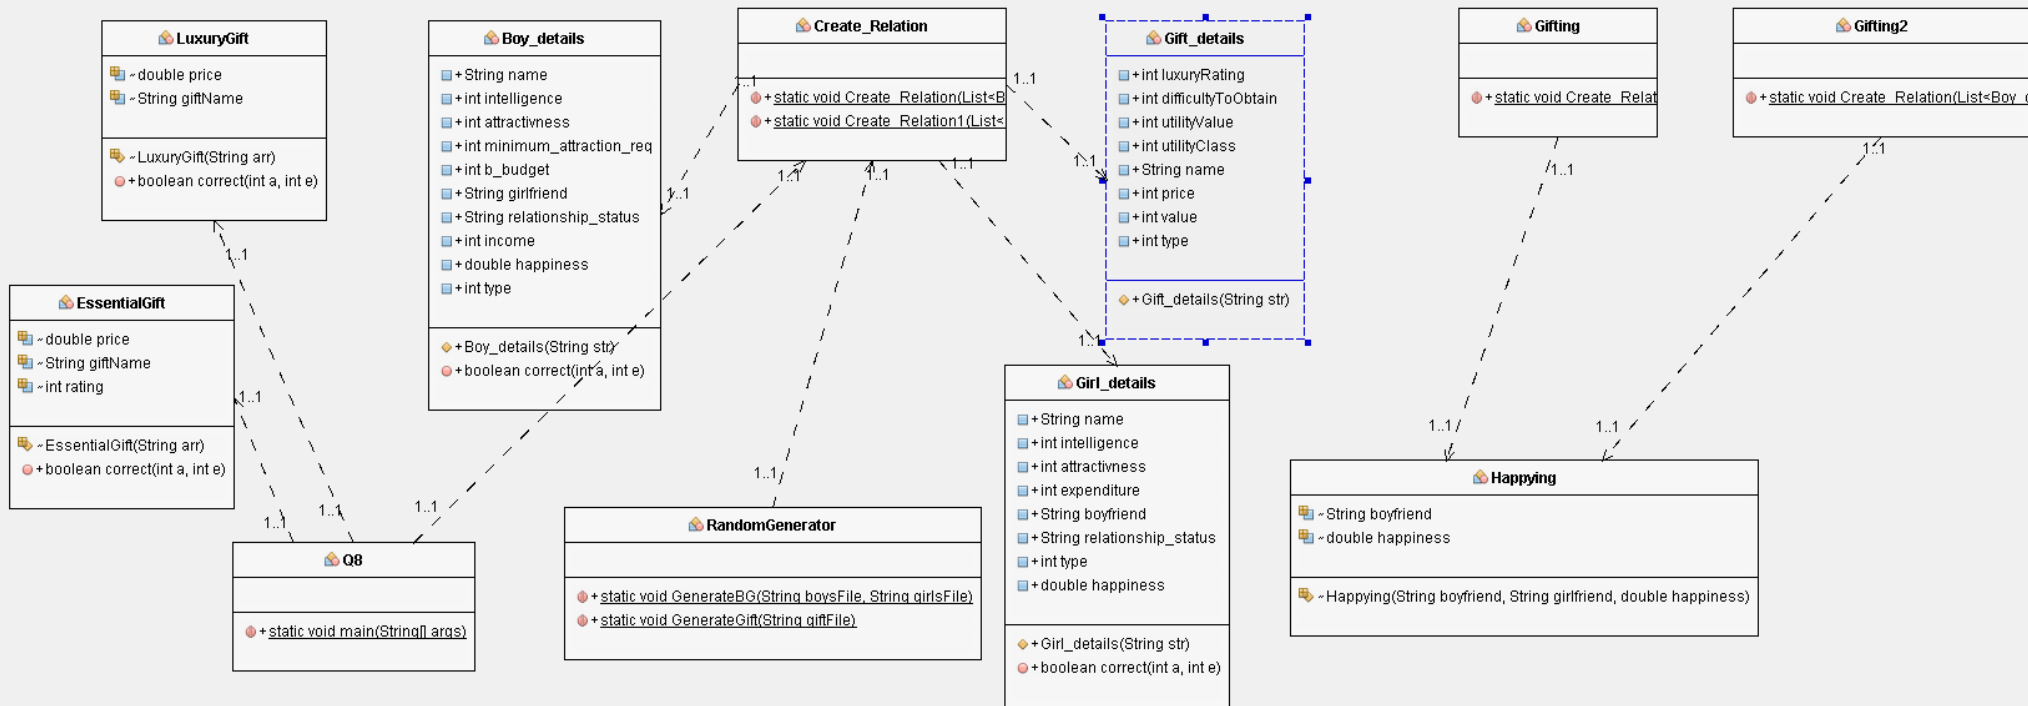 LuxuryGift
~double price
~String giftName
~LuxuryGift(String arr)
+boolean correct(int a, int e)
1..1
EssentialGift
~double price
~String giftName
~int rating
~EssentialGift(String arr)
+boolean correct(int a, int e)
1..1
1..1
1..1
Q8
+static void main(String[] args)
Boy_details
+String name
+int intelligence
+int attractivness
+int minimum_attraction_req
+int b_budget
+String girlfriend
+String relationship_status
+int income
+double happiness
+int type
+Boy_details(String str)
+boolean correct(int a, int e)
1..1
1..1
1..1
Create_Relation
+static void Create_Relation(List<B
+static void Create_Relation1(List<
1..1
1..1
1..1
1..1
RandomGenerator
+static void GenerateBG(String boysFile, String girlsFile)
+static void GenerateGift(String giftFile)
1..1
1..1
1..1
Gift_details
+int luxuryRating
+int difficultyToObtain
+int utilityValue
+int utilityClass
+String name
+int price
+int value
+int type
+Gift_details(String str)
1..1
Girl_details
+String name
+int intelligence
+int attractivness
+int expenditure
+String boyfriend
+String relationship_status
+int type
+double happiness
+Girl_details(String str)
+boolean correct(int a, int e)
Gifting
+static void Create_Relat
1..1
Gifting2
+static void Create_Relation(List<Boy_
1..1
1..1
1..1
Happying
~String boyfriend
~double happiness
~Happying(String boyfriend, String girlfriend, double happiness)